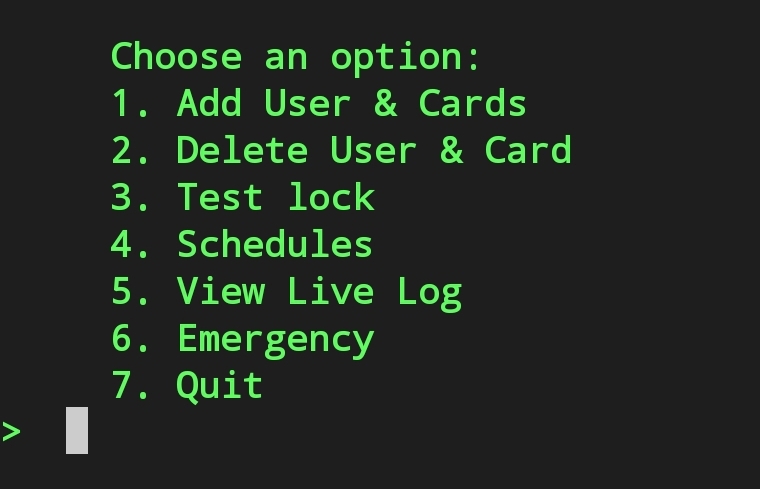 Choose an option:
1. Add User & Cards
2. Delete User & Card
3. Test lock
4. Schedules
5. View Live Log
6. Emergency
7. Quit
>